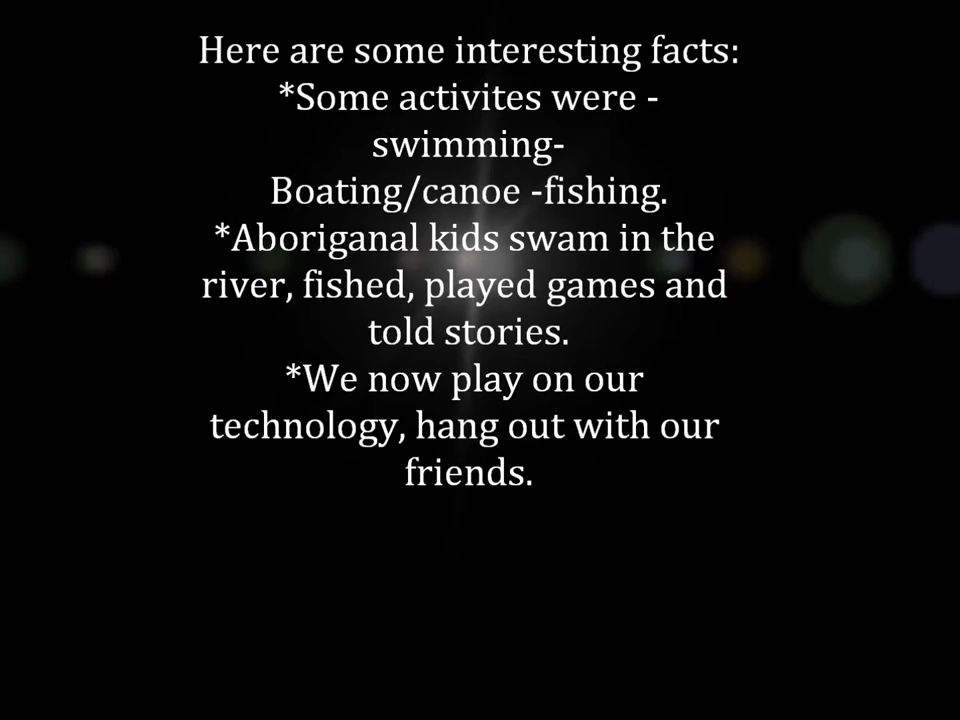 Here are some interesting facts:
*Some activites were -
swimming-
Boating/canoe -fishing.
*Aboriganal kids swam in the
river, fished, played games and
told stories.
*We now play on our
technology, hang out with our
friends.